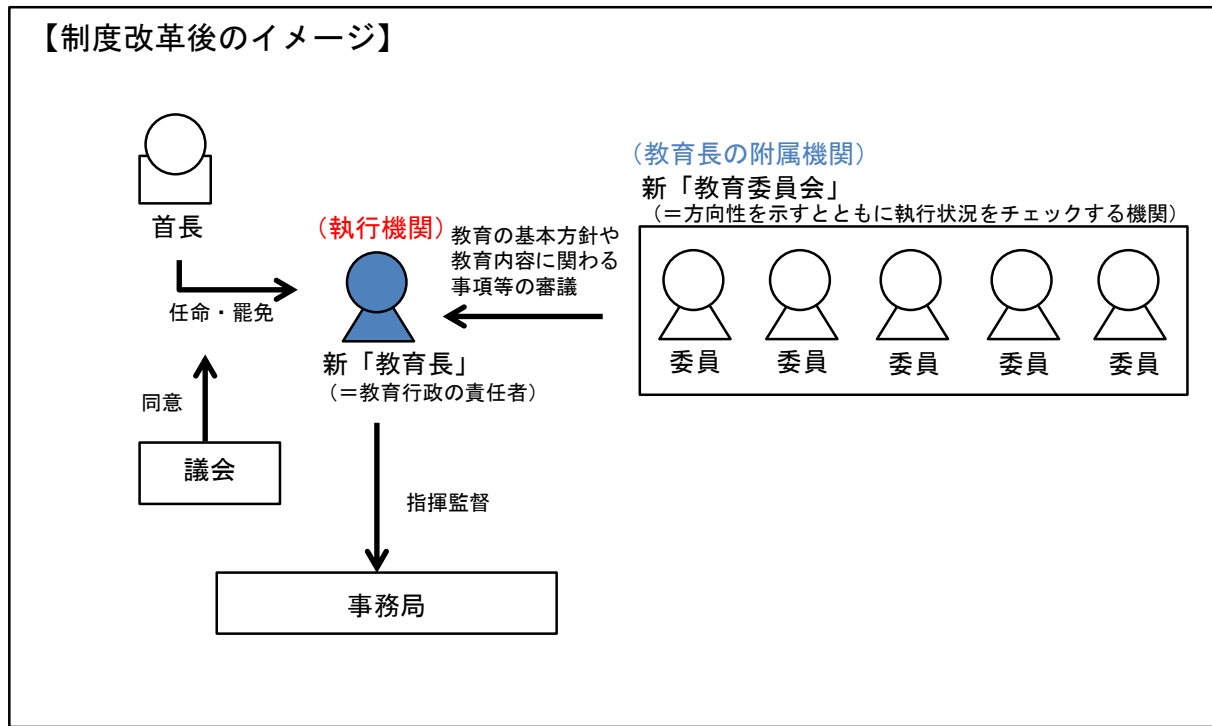 【制度改革後のイメージ】
首長
任命・罷免
同意
議会
(執行機関)
新「教育長」
(＝教育行政の責任者)
指揮監督
事務局
教育の基本方針や
教育内容に関わる
事項等の審議
(教育長の附属機関)
新「教育委員会」
(＝方向性を示すとともに執行状況をチェックする機関)
委員
委員
委員
委員
委員